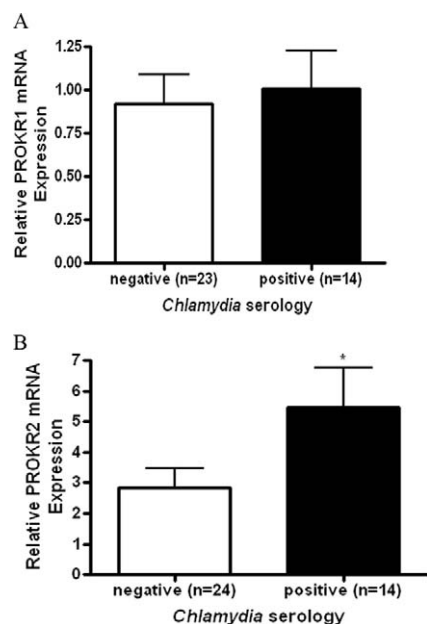 A
Relative PROKR1 mRNA
Expression
1.25
1.00
0.75
0.50
0.25
0.00
negative (n=23) positive (n=14)
Chlamydia serology
B
Relative PROKR2 mRNA
Expression
7
6
5
4
3
2
1
0
*
negative (n=24) positive (n=14)
Chlamydia serology